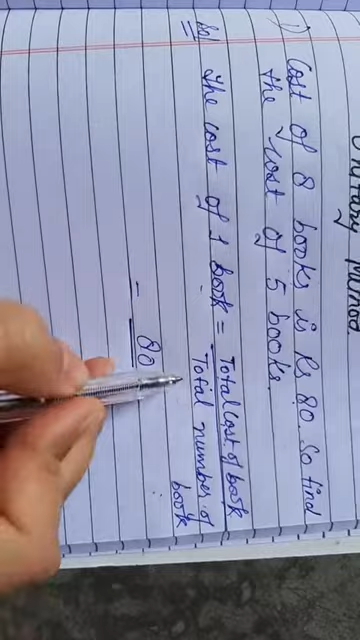 Unitary Method
1) Cost of 8 books is Rs 80. So find
the cost of 5 books
Sol The cost of 1 book = Total cost of book
Total number of
book
= 80